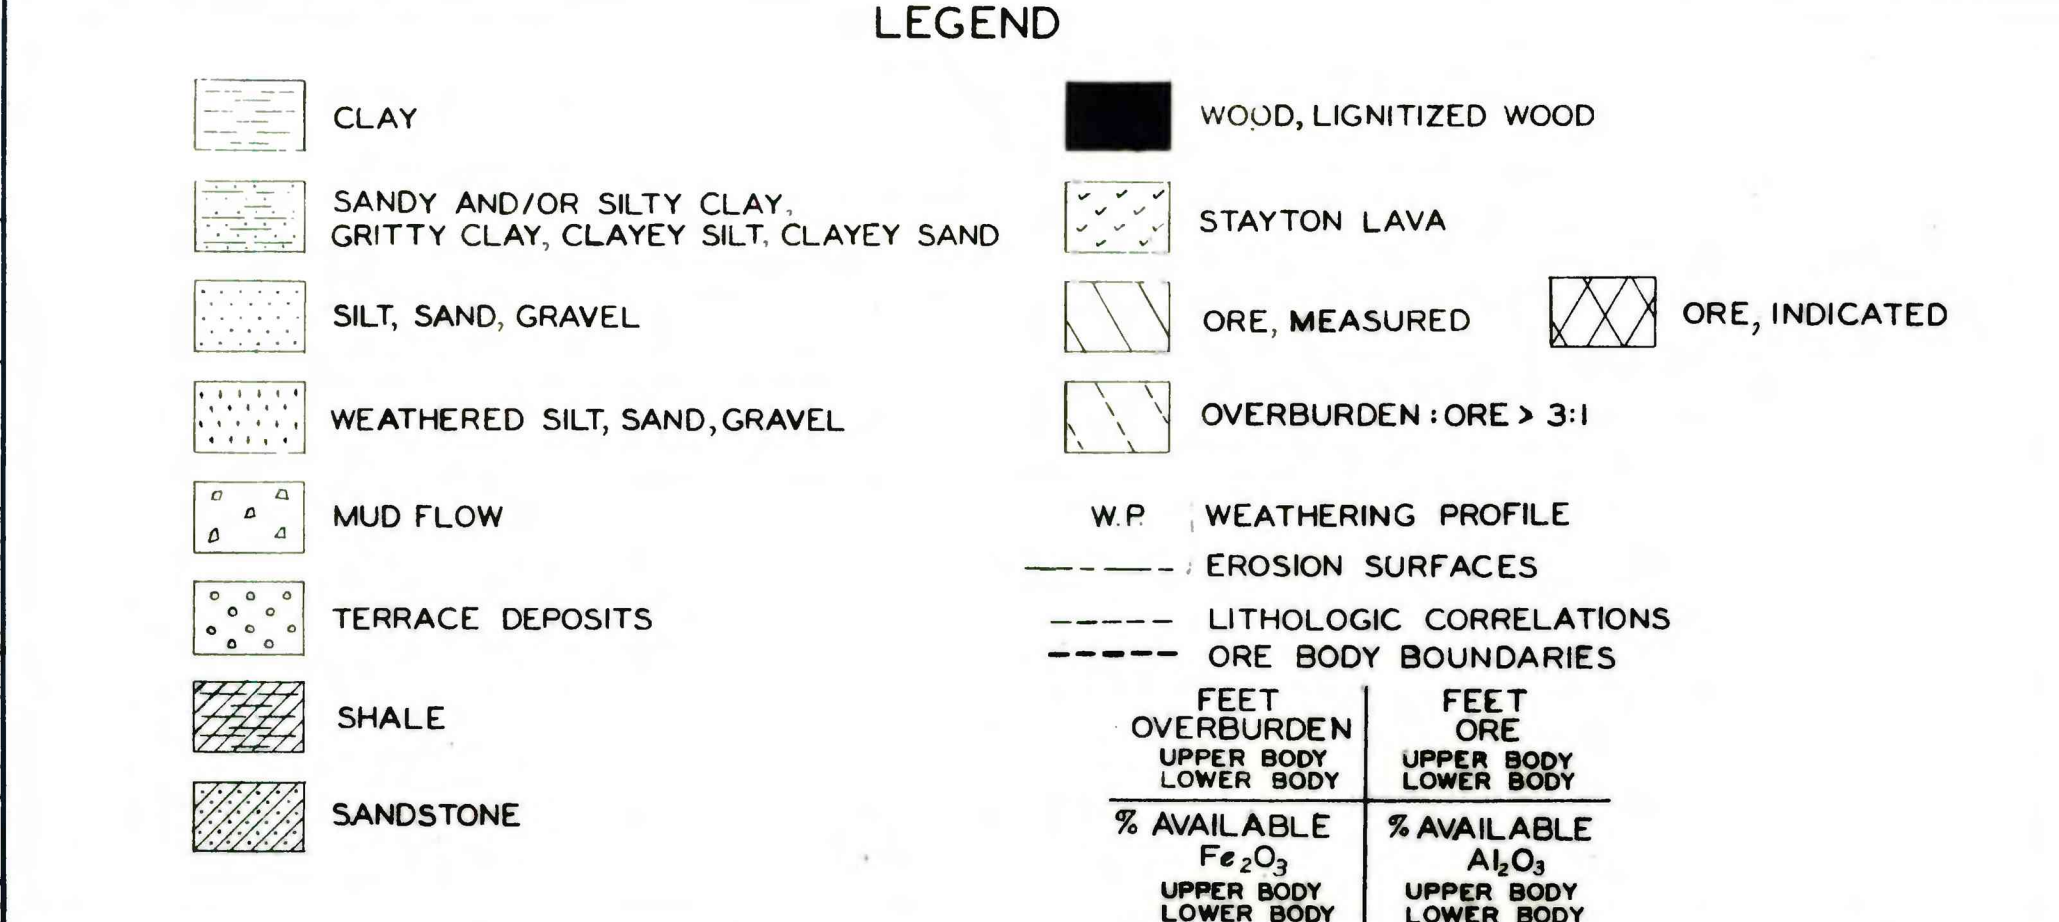 LEGEND
CLAY
SANDY AND/OR SILTY CLAY,
GRITTY CLAY, CLAYEY SILT, CLAYEY SAND
SILT, SAND, GRAVEL
WEATHERED SILT, SAND, GRAVEL
MUD FLOW
TERRACE DEPOSITS
SHALE
SANDSTONE
WOOD, LIGNITIZED WOOD
STAYTON LAVA
ORE, MEASURED
ORE, INDICATED
OVERBURDEN : ORE > 3:1
W.P. WEATHERING PROFILE
EROSION SURFACES
LITHOLOGIC CORRELATIONS
ORE BODY BOUNDARIES
FEET
OVERBURDEN
UPPER BODY
LOWER BODY
FEET
ORE
UPPER BODY
LOWER BODY
% AVAILABLE
Fe₂O₃
UPPER BODY
LOWER BODY
% AVAILABLE
Al₂O₃
UPPER BODY
LOWER BODY